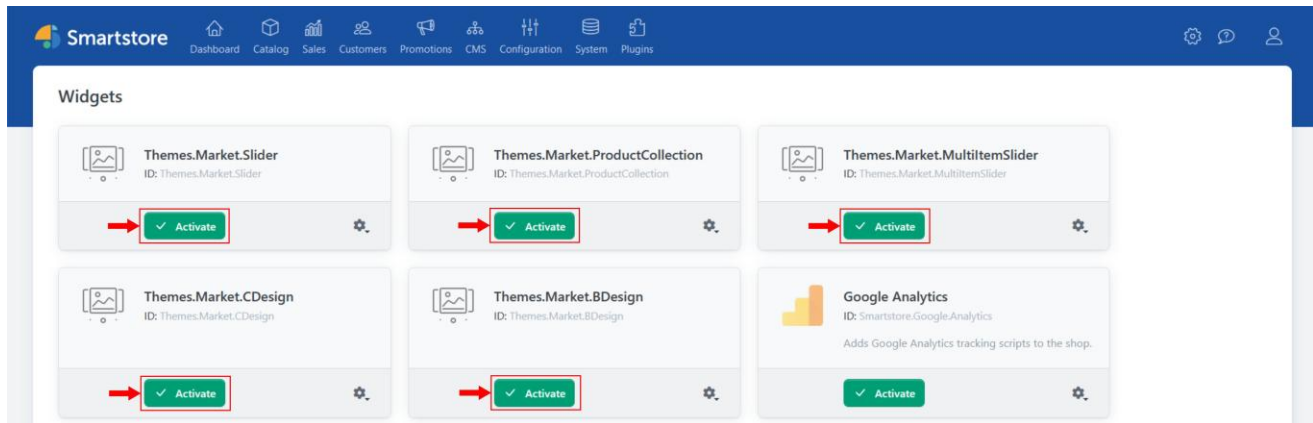 Smartstore
Dashboard Catalog Sales Customers Promotions CMS Configuration System Plugins
Widgets
Themes.Market.Slider
ID: Themes.Market.Slider
Activate
Themes.Market.ProductCollection
ID: Themes.Market.ProductCollection
Activate
Themes.Market.MultiItemSlider
ID: Themes.Market.MultiItemSlider
Activate
Themes.Market.CDesign
ID: Themes.Market.CDesign
Activate
Themes.Market.BDesign
ID: Themes.Market.BDesign
Activate
Google Analytics
ID: Smartstore.Google.Analytics
Adds Google Analytics tracking scripts to the shop.
Activate